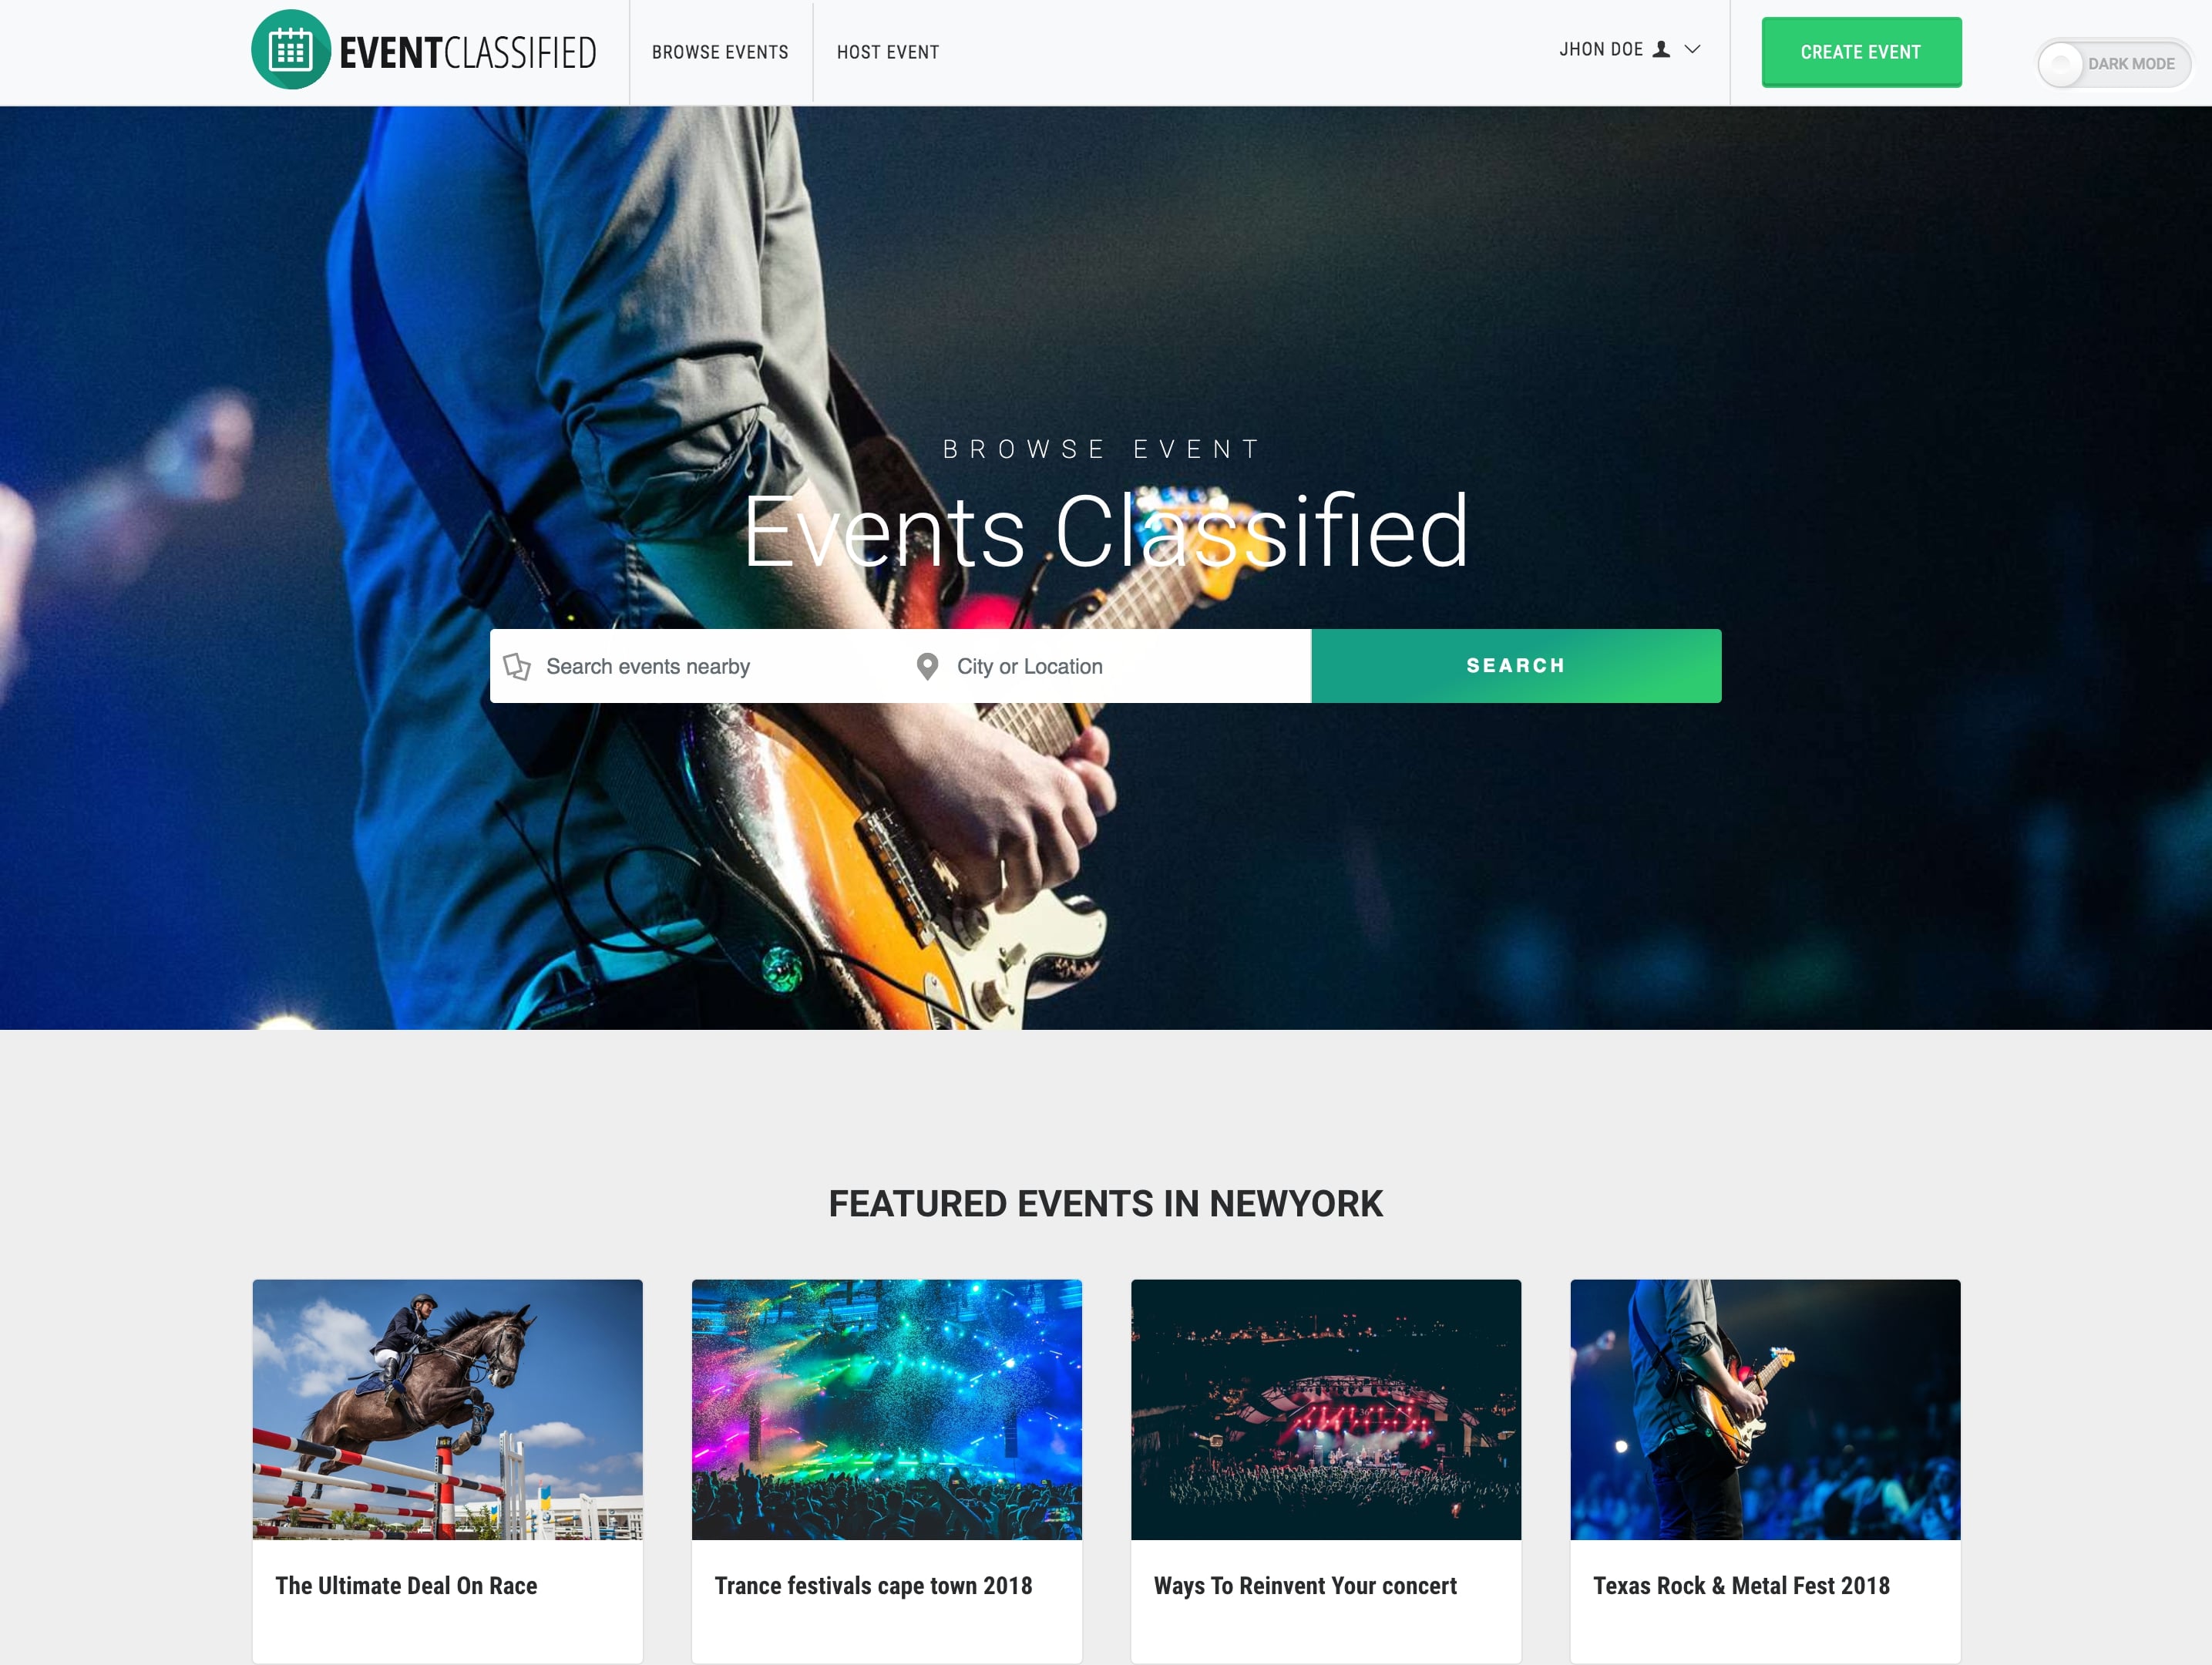 EVENTCLASSIFIED
BROWSE EVENTS
HOST EVENT
JHON DOE
CREATE EVENT
DARK MODE
BROWSE EVENT
Events Classified
Search events nearby
City or Location
SEARCH
FEATURED EVENTS IN NEWYORK
The Ultimate Deal On Race
Trance festivals cape town 2018
Ways To Reinvent Your concert
Texas Rock & Metal Fest 2018